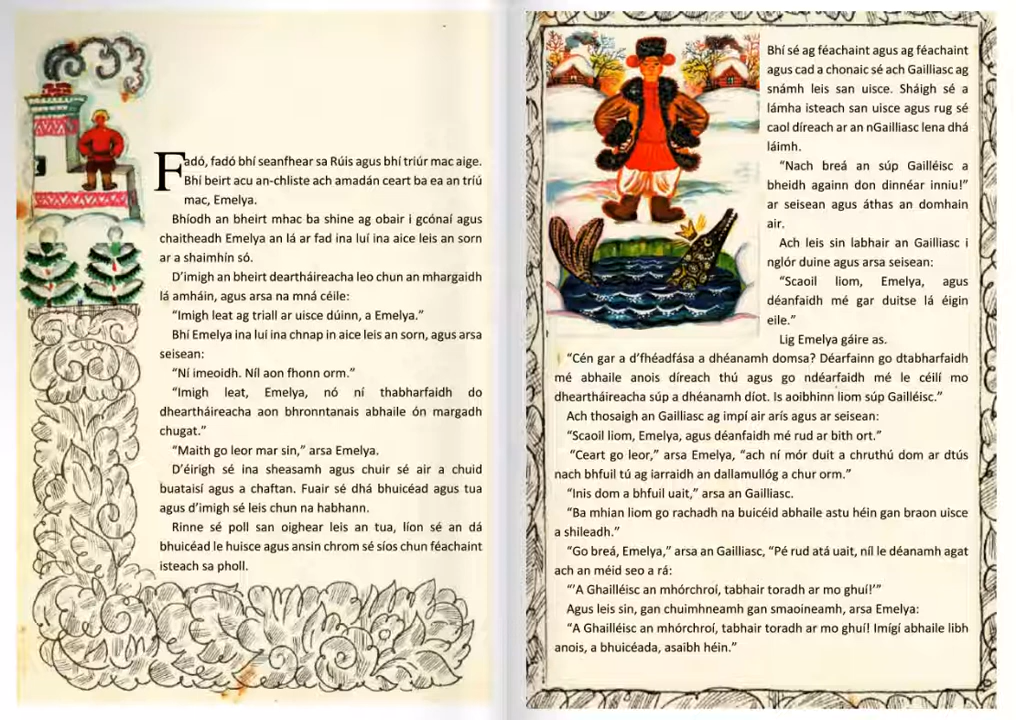 Fadó, fadó bhí seanfhear sa Rúis agus bhí triúr mac aige.
Bhí beirt acu an-chliste ach amadán ceart ba ea an tríú
mac, Emelya.
Bhíodh an bheirt mhac ba shine ag obair i gcónaí agus
chaitheadh Emelya an lá ar fad ina luí ina aice leis an sorn
ar a shaimhín só.
D'imigh an bheirt deartháireacha leo chun an mhargaidh
lá amháin, agus arsa na mná céile:
"Imigh leat ag triall ar uisce dúinn, a Emelya."
Bhí Emelya ina luí ina chnap in aice leis an sorn, agus arsa
seisean:
"Ní imeoidh. Níl aon fhonn orm."
"Imigh leat, Emelya, nó ní thabharfaidh do
dheartháireacha aon bhronntanais abhaile ón margadh
chugat."
"Maith go leor mar sin," arsa Emelya.
D'éirigh sé ina sheasamh agus chuir sé air a chuid
buataisí agus a chaftan. Fuair sé dhá bhuicéad agus tua
agus d'imigh sé leis chun na habhann.
Rinne sé poll san oighear leis an tua, líon sé an dá
bhuicéad le huisce agus ansin chrom sé síos chun féachaint
isteach sa pholl.
Bhí sé ag féachaint agus ag féachaint
agus cad a chonaic sé ach Gailliasc ag
snámh leis san uisce. Sháigh sé a
lámha isteach san uisce agus rug sé
caol díreach ar an nGailliasc lena dhá
láimh.
"Nach breá an súp Gailléisc a
bheidh againn don dinnéar inniu!"
ar seisean agus áthas an domhain
air.
Ach leis sin labhair an Gailliasc i
nglór duine agus arsa seisean:
"Scaoil liom, Emelya, agus
déanfaidh mé gar duitse lá éigin
eile."
Lig Emelya gáire as.
"Cén gar a d'fhéadfása a dhéanamh domsa? Déarfainn go dtabharfaidh
mé abhaile anois díreach thú agus go ndéarfaidh mé le céilí mo
dheartháireacha súp a dhéanamh díot. Is aoibhinn liom súp Gailléisc."
Ach thosaigh an Gailliasc ag impí air arís agus ar seisean:
"Scaoil liom, Emelya, agus déanfaidh mé rud ar bith ort."
"Ceart go leor," arsa Emelya, "ach ní mór duit a chruthú dom ar dtús
nach bhfuil tú ag iarraidh an dallamullóg a chur orm."
"Inis dom a bhfuil uait," arsa an Gailliasc.
"Ba mhian liom go rachadh na buicéid abhaile astu héin gan braon uisce
a shileadh."
"Go breá, Emelya," arsa an Gailliasc, "Pé rud atá uait, níl le déanamh agat
ach an méid seo a rá:
"'A Ghailléisc an mhórchroí, tabhair toradh ar mo ghuí!'"
Agus leis sin, gan chuimhneamh gan smaoineamh, arsa Emelya:
"A Ghailléisc an mhórchroí, tabhair toradh ar mo ghuí! Imígí abhaile libh
anois, a bhuicéada, asaibh héin."